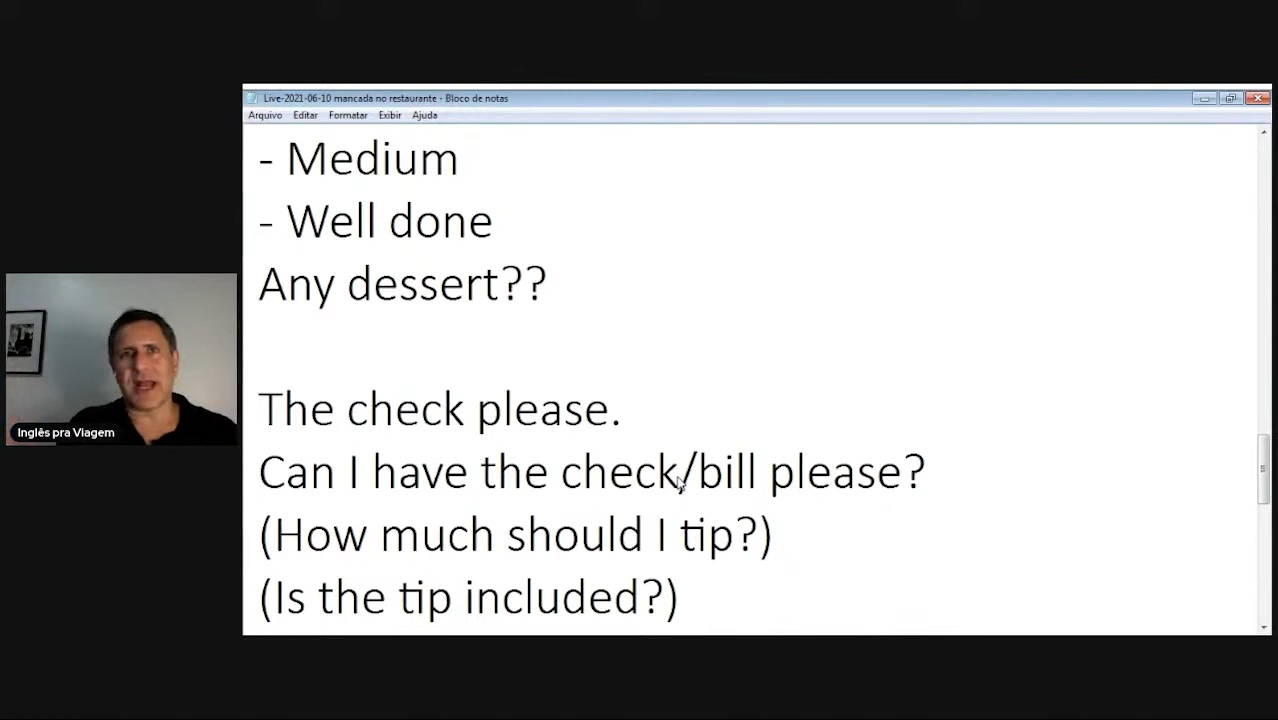 Live-2021-06-10 mancada no restaurante - Bloco de notas
Arquivo Editar Formatar Exibir Ajuda
- Medium
- Well done
Any dessert??
The check please.
Can I have the check/bill please?
(How much should I tip?)
(Is the tip included?)
Inglês pra Viagem